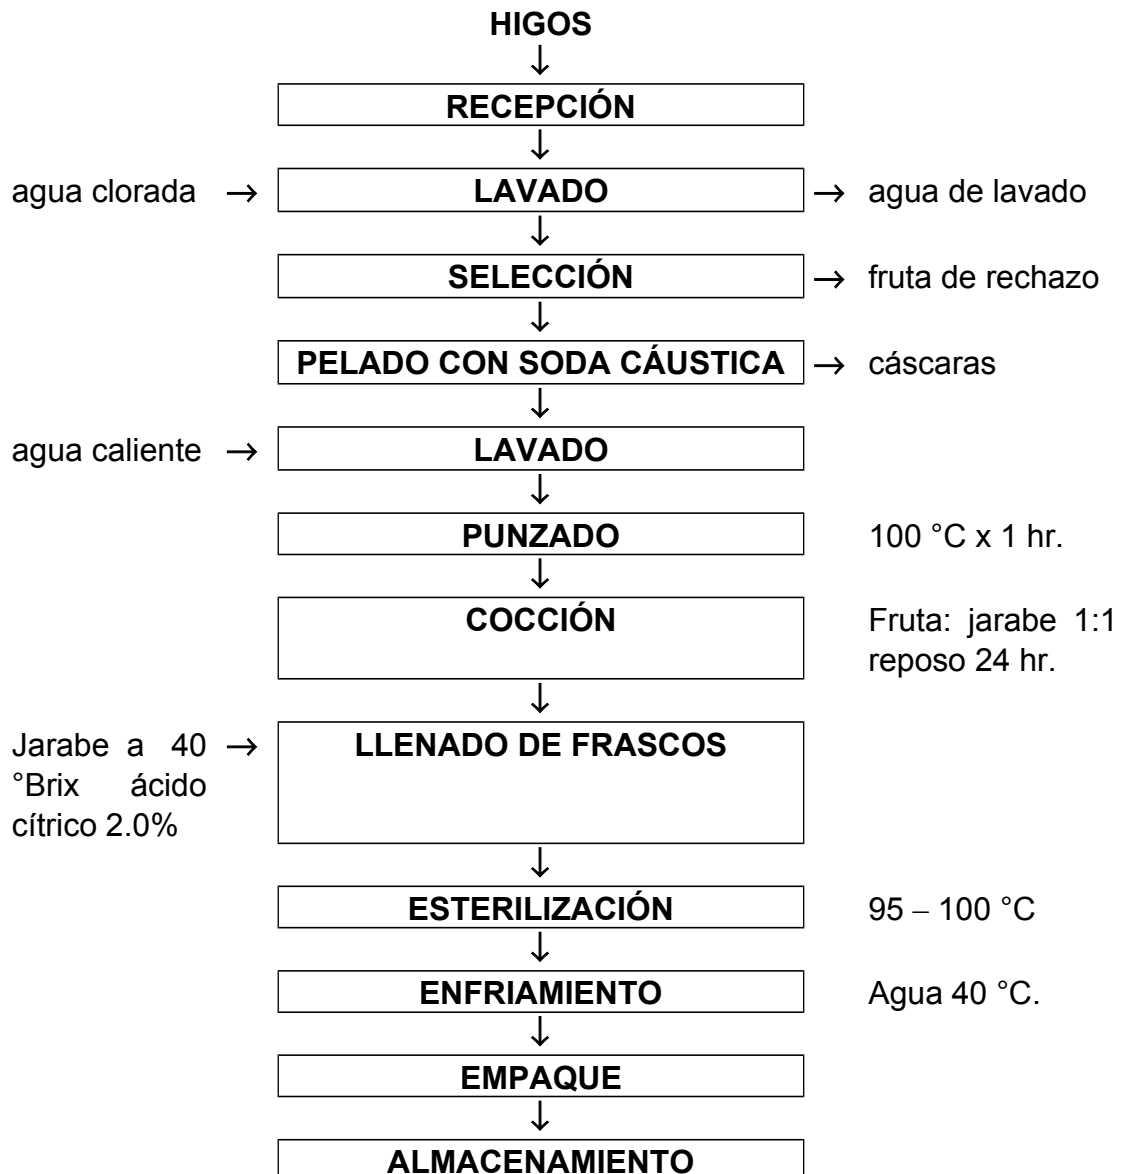 HIGOS
RECEPCIÓN
agua clorada → LAVADO → agua de lavado
SELECCIÓN → fruta de rechazo
PELADO CON SODA CÁUSTICA → cáscaras
agua caliente → LAVADO
PUNZADO 100 °C x 1 hr.
COCCIÓN Fruta: jarabe 1:1
reposo 24 hr.
Jarabe a 40 → LLENADO DE FRASCOS
°Brix ácido
cítrico 2.0%
ESTERILIZACIÓN 95 – 100 °C
ENFRIAMIENTO Agua 40 °C.
EMPAQUE
ALMACENAMIENTO